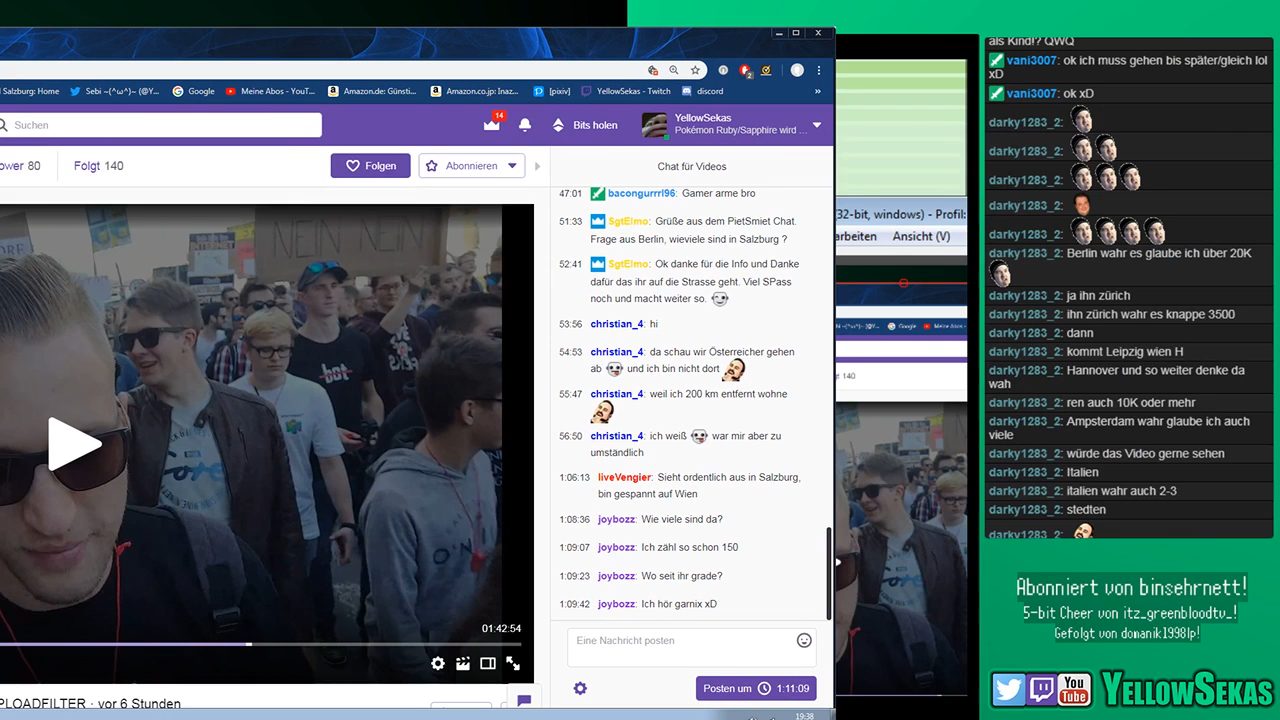 Salzburg: Home
Sebi ~(^ω^)~ (@Y...
Google
Meine Abos - YouT...
Amazon.de: Günsti...
Amazon.co.jp: Inaz...
[pixiv]
YellowSekas - Twitch
discord
»
Suchen
14
Bits holen
YellowSekas
Pokémon Ruby/Sapphire wird ...
ower 80
Folgt 140
Folgen
Abonnieren
Chat für Videos
47:01 bacongurrrl96: Gamer arme bro
51:33 SgtElmo: Grüße aus dem PietSmiet Chat.
Frage aus Berlin, wieviele sind in Salzburg ?
52:41 SgtElmo: Ok danke für die Info und Danke
dafür das ihr auf die Strasse geht. Viel SPass
noch und macht weiter so.
53:56 christian_4: hi
54:53 christian_4: da schau wir Österreicher gehen
ab und ich bin nicht dort
55:47 christian_4: weil ich 200 km entfernt wohne
56:50 christian_4: ich weiß war mir aber zu
umständlich
1:06:13 liveVengier: Sieht ordentlich aus in Salzburg,
bin gespannt auf Wien
1:08:36 joybozz: Wie viele sind da?
1:09:07 joybozz: Ich zähl so schon 150
1:09:23 joybozz: Wo seit ihr grade?
1:09:42 joybozz: Ich hör garnix xD
Eine Nachricht posten
Posten um 1:11:09
01:42:54
PLOADFILTER · vor 6 Stunden
19:38
(32-bit, windows) - Profil:
arbeiten Ansicht (V)
Google
Meine Abos
140
als Kind!? QWQ
vani3007: ok ich muss gehen bis später/gleich lol
xD
vani3007: ok xD
darky1283_2:
darky1283_2:
darky1283_2:
darky1283_2:
darky1283_2:
darky1283_2: Berlin wahr es glaube ich über 20K
darky1283_2: ja ihn zürich
darky1283_2: ihn zürich wahr es knappe 3500
darky1283_2: dann
darky1283_2: kommt Leipzig wien H
darky1283_2: Hannover und so weiter denke da
wah
darky1283_2: ren auch 10K oder mehr
darky1283_2: Ampsterdam wahr glaube ich auch
viele
darky1283_2: würde das Video gerne sehen
darky1283_2: Italien
darky1283_2: italien wahr auch 2-3
darky1283_2: stedten
darky1283_2:
Abonniert von binsehrnett!
5-bit Cheer von itz_greenbloodtv_!
Gefolgt von domanik1998lp!
You
Tube
YellowSekas